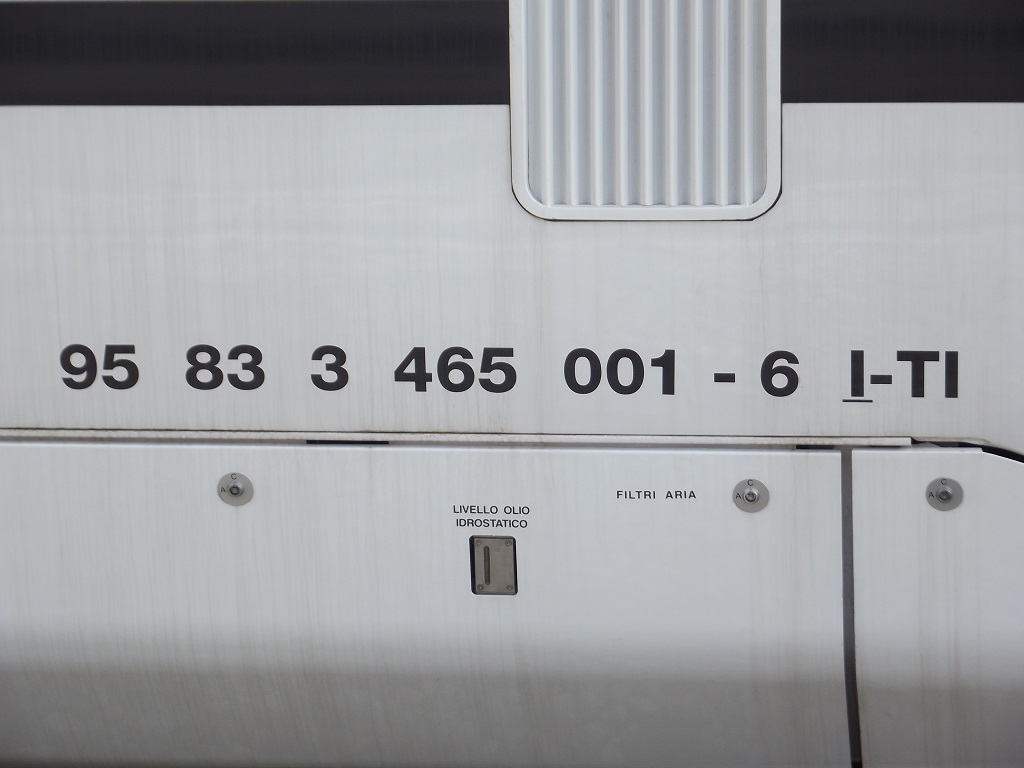 95 83 3 465 001 - 6 I-TI
FILTRI ARIA
LIVELLO OLIO
IDROSTATICO
C
A
C
A
C
A